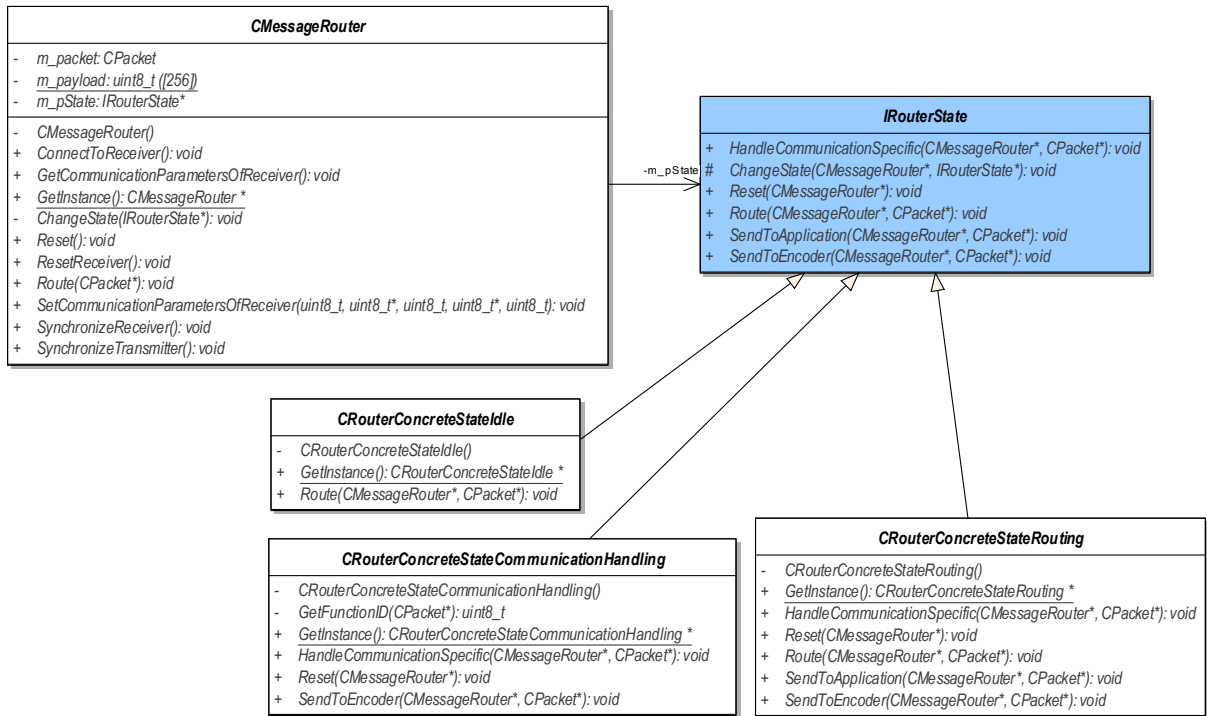 CMessageRouter
- m_packet: CPacket
- m_payload: uint8_t ([256])
- m_pState: IRouterState*
- CMessageRouter()
+ ConnectToReceiver(): void
+ GetCommunicationParametersOfReceiver(): void
+ GetInstance(): CMessageRouter *
- ChangeState(IRouterState*): void
+ Reset(): void
+ ResetReceiver(): void
+ Route(CPacket*): void
+ SetCommunicationParametersOfReceiver(uint8_t, uint8_t*, uint8_t, uint8_t*, uint8_t): void
+ SynchronizeReceiver(): void
+ SynchronizeTransmitter(): void
-m_pState
IRouterState
+ HandleCommunicationSpecific(CMessageRouter*, CPacket*): void
# ChangeState(CMessageRouter*, IRouterState*): void
+ Reset(CMessageRouter*): void
+ Route(CMessageRouter*, CPacket*): void
+ SendToApplication(CMessageRouter*, CPacket*): void
+ SendToEncoder(CMessageRouter*, CPacket*): void
CRouterConcreteStateIdle
- CRouterConcreteStateIdle()
+ GetInstance(): CRouterConcreteStateIdle *
+ Route(CMessageRouter*, CPacket*): void
CRouterConcreteStateCommunicationHandling
- CRouterConcreteStateCommunicationHandling()
- GetFunctionID(CPacket*): uint8_t
+ GetInstance(): CRouterConcreteStateCommunicationHandling *
+ HandleCommunicationSpecific(CMessageRouter*, CPacket*): void
+ Reset(CMessageRouter*): void
+ SendToEncoder(CMessageRouter*, CPacket*): void
CRouterConcreteStateRouting
- CRouterConcreteStateRouting()
+ GetInstance(): CRouterConcreteStateRouting *
+ HandleCommunicationSpecific(CMessageRouter*, CPacket*): void
+ Reset(CMessageRouter*): void
+ Route(CMessageRouter*, CPacket*): void
+ SendToApplication(CMessageRouter*, CPacket*): void
+ SendToEncoder(CMessageRouter*, CPacket*): void